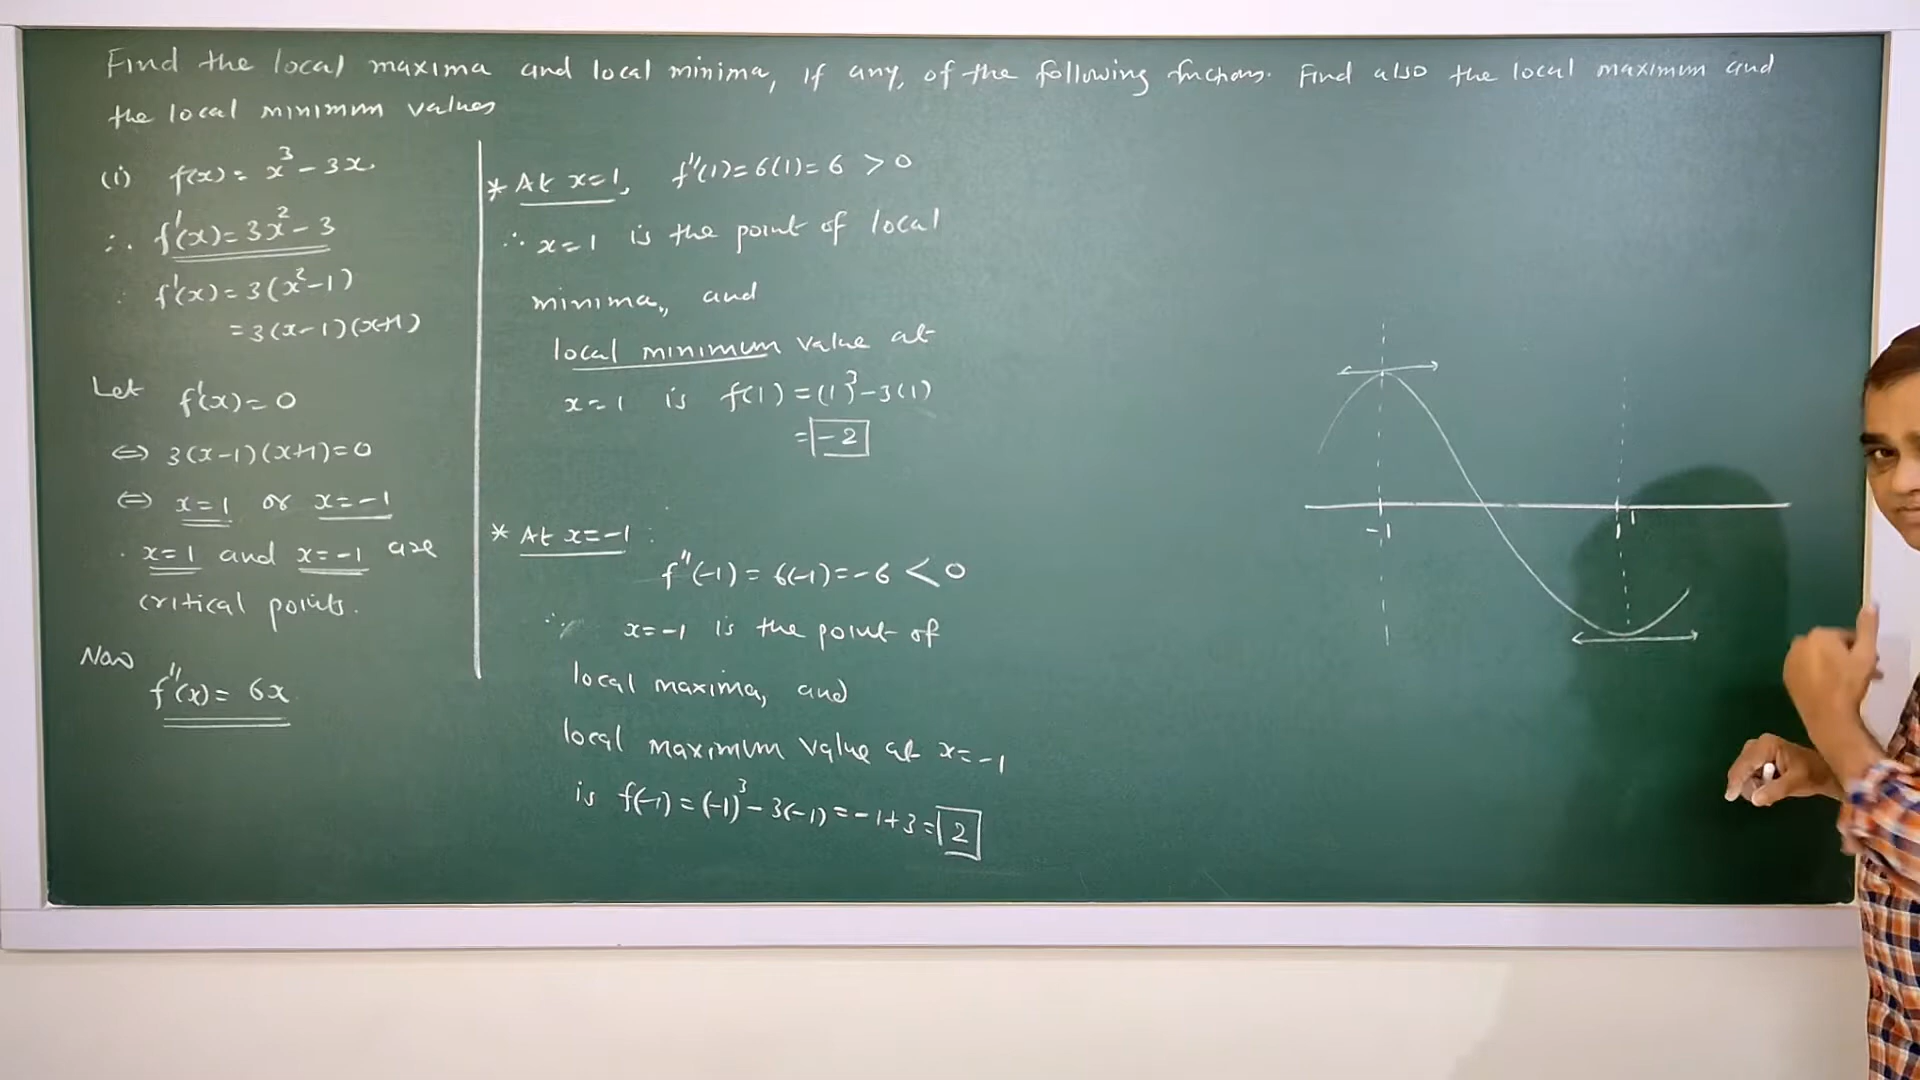 Find the local maxima and local minima, if any, of the following functions. Find also the local maximum and
the local minimum values
(i) f(x) = x³ - 3x.
∴ f'(x) = 3x² - 3
∴ f'(x) = 3(x² - 1)
= 3(x-1)(x+1)
Let f'(x) = 0
⇔ 3(x-1)(x+1) = 0
⇔ x = 1 or x = -1
∴ x = 1 and x = -1 are
critical points.
Now
f''(x) = 6x
* At x = 1, f''(1) = 6(1) = 6 > 0
∴ x = 1 is the point of local
minima, and
local minimum value at
x = 1 is f(1) = (1)³ - 3(1)
= -2
* At x = -1 :
f''(-1) = 6(-1) = -6 < 0
∴ x = -1 is the point of
local maxima, and
local maximum value at x = -1
is f(-1) = (-1)³ - 3(-1) = -1 + 3 = 2
-1
1